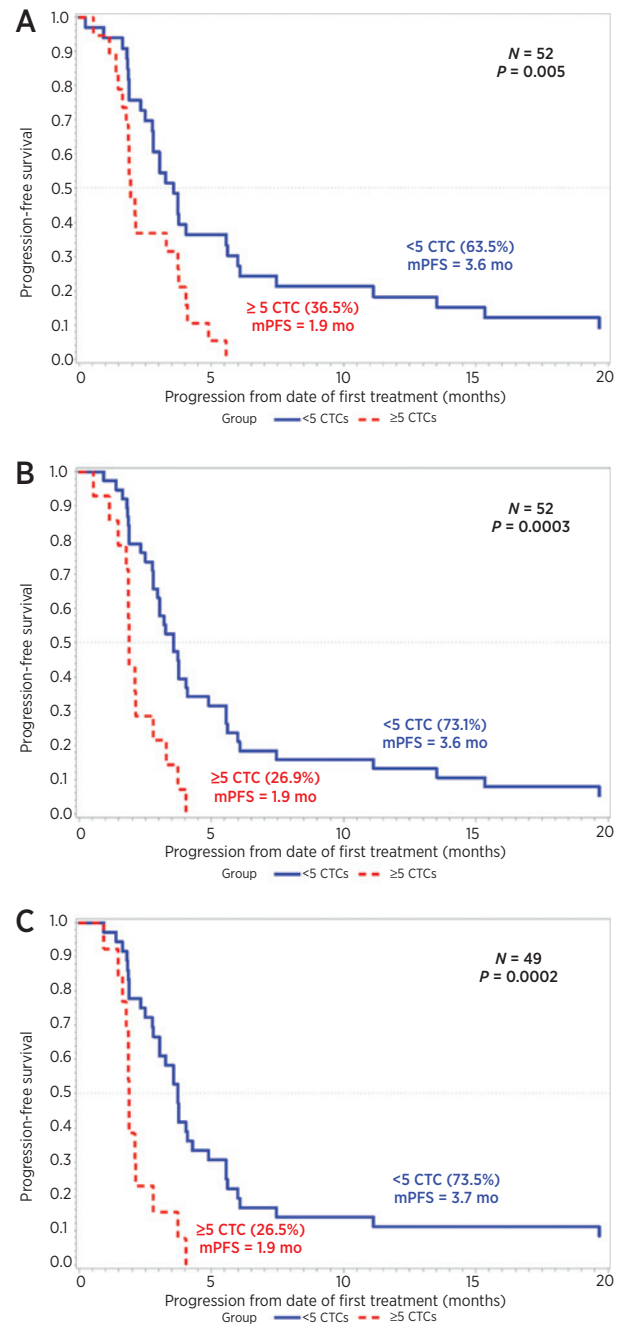 A
Progression-free survival
1.0
0.9
0.8
0.7
0.6
0.5
0.4
0.3
0.2
0.1
0.0
N = 52
P = 0.005
<5 CTC (63.5%)
mPFS = 3.6 mo
≥ 5 CTC (36.5%)
mPFS = 1.9 mo
0 5 10 15 20
Progression from date of first treatment (months)
Group <5 CTCs ≥5 CTCs
B
Progression-free survival
1.0
0.9
0.8
0.7
0.6
0.5
0.4
0.3
0.2
0.1
0.0
N = 52
P = 0.0003
<5 CTC (73.1%)
mPFS = 3.6 mo
≥5 CTC (26.9%)
mPFS = 1.9 mo
0 5 10 15 20
Progression from date of first treatment (months)
Group <5 CTCs ≥5 CTCs
C
Progression-free survival
1.0
0.9
0.8
0.7
0.6
0.5
0.4
0.3
0.2
0.1
0.0
N = 49
P = 0.0002
<5 CTC (73.5%)
mPFS = 3.7 mo
≥5 CTC (26.5%)
mPFS = 1.9 mo
0 5 10 15 20
Progression from date of first treatment (months)
Group <5 CTCs ≥5 CTCs